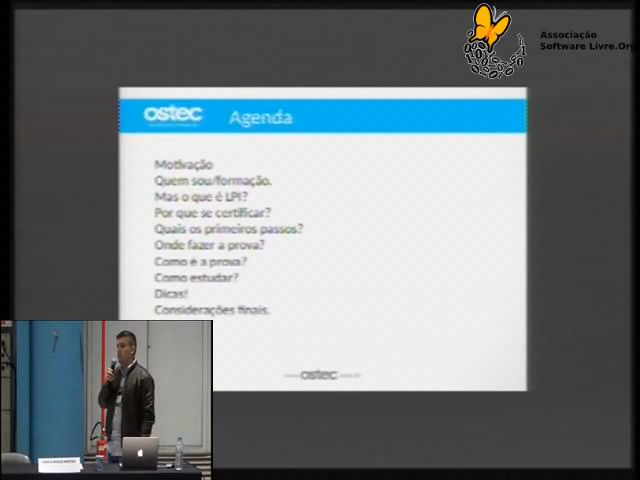 Associação
Software Livre.Or
ostec
Agenda
Motivação
Quem sou/formação.
Mas o que é LPI?
Por que se certificar?
Quais os primeiros passos?
Onde fazer a prova?
Como é a prova?
Como estudar?
Dicas!
Considerações finais.
ostec